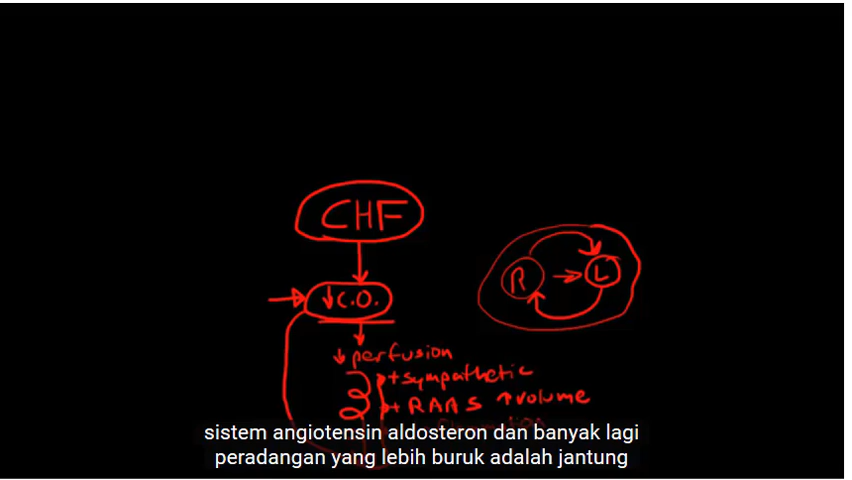 CHF
↓ C.O.
R → L
↓ perfusion
+ sympathetic
+ RAAS ↑ volume
sistem angiotensin aldosteron dan banyak lagi
peradangan yang lebih buruk adalah jantung